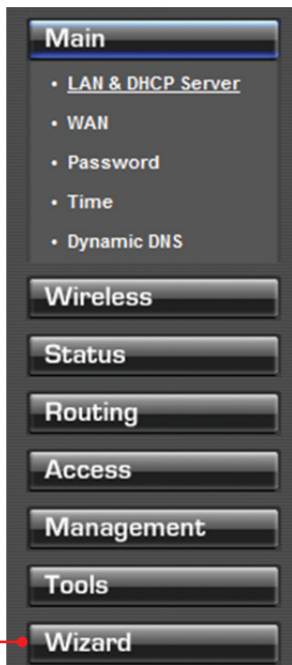 Main
• LAN & DHCP Server
• WAN
• Password
• Time
• Dynamic DNS
Wireless
Status
Routing
Access
Management
Tools
Wizard